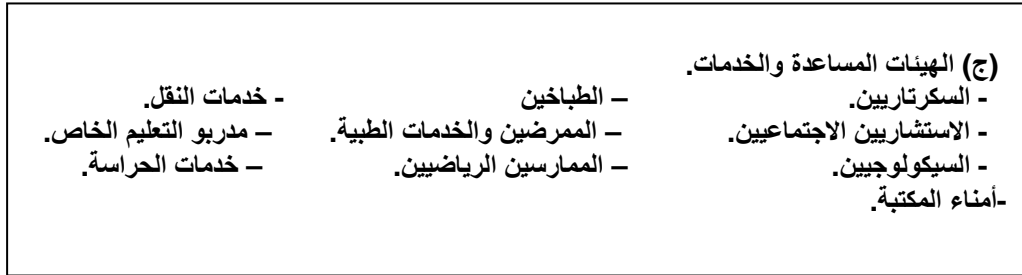 (ج) الهيئات المساعدة والخدمات.
- السكرتاريين. – الطباخين - خدمات النقل.
- الاستشاريين الاجتماعيين. – الممرضين والخدمات الطبية. – مدربو التعليم الخاص.
- السيكولوجيين. – الممارسين الرياضيين. – خدمات الحراسة.
-أمناء المكتبة.